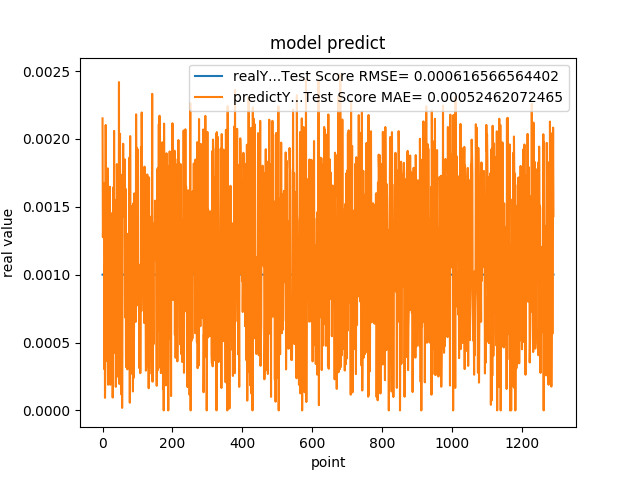 model predict
realY...Test Score RMSE= 0.000616566564402
predictY...Test Score MAE= 0.00052462072465
0.0025
0.0020
0.0015
0.0010
0.0005
0.0000
real value
0 200 400 600 800 1000 1200
point